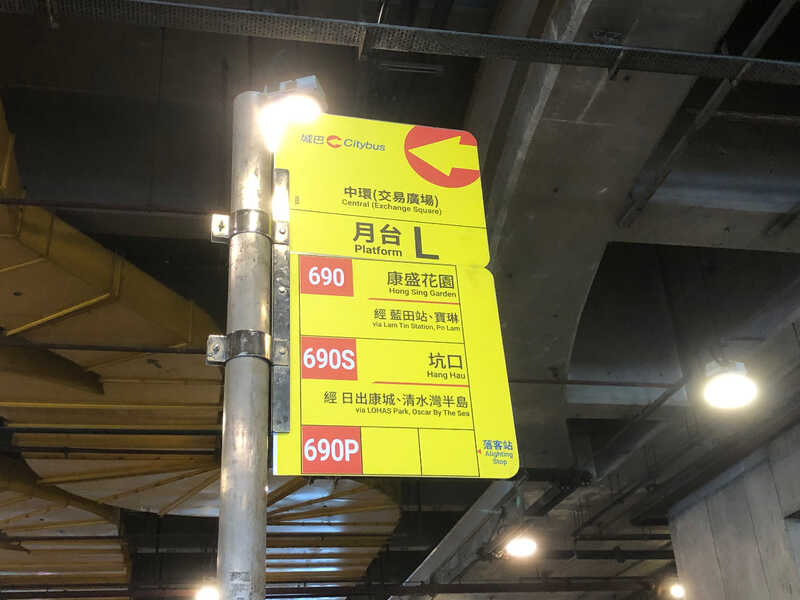 城巴 Citybus
中環(交易廣場)
Central (Exchange Square)
月台 L
Platform
690 康盛花園
Hong Sing Garden
經 藍田站、寶琳
via Lam Tin Station, Po Lam
690S 坑口
Hang Hau
經 日出康城、清水灣半島
via LOHAS Park, Oscar By The Sea
690P
落客站
Alighting
Stop